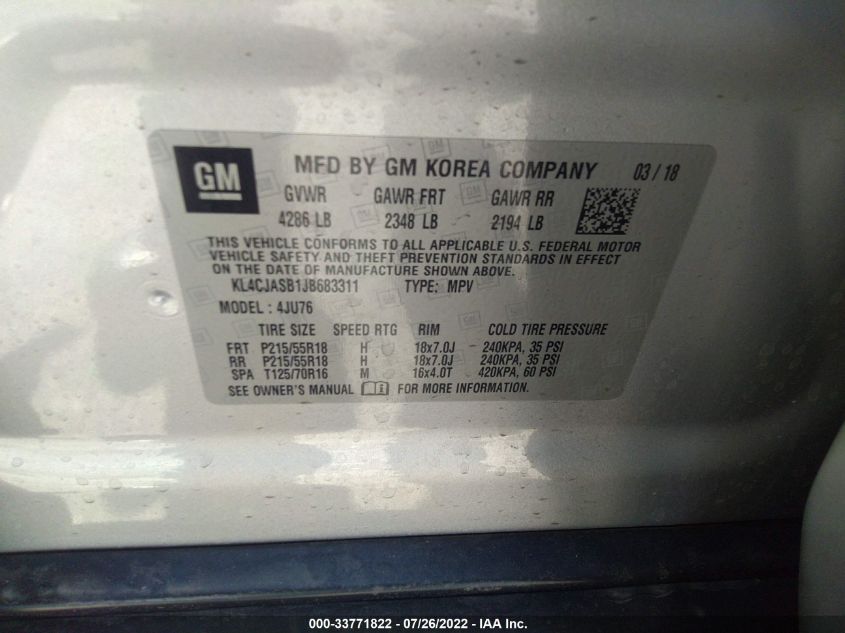 GM
MFD BY GM KOREA COMPANY 03 / 18
GVWR GAWR FRT GAWR RR
4286 LB 2348 LB 2194 LB
THIS VEHICLE CONFORMS TO ALL APPLICABLE U.S. FEDERAL MOTOR
VEHICLE SAFETY AND THEFT PREVENTION STANDARDS IN EFFECT
ON THE DATE OF MANUFACTURE SHOWN ABOVE.
KL4CJASB1JB683311 TYPE: MPV
MODEL : 4JU76
TIRE SIZE SPEED RTG RIM COLD TIRE PRESSURE
FRT P215/55R18 H 18x7.0J 240KPA, 35 PSI
RR P215/55R18 H 18x7.0J 240KPA, 35 PSI
SPA T125/70R16 M 16x4.0T 420KPA, 60 PSI
SEE OWNER'S MANUAL FOR MORE INFORMATION.
000-33771822 - 07/26/2022 - IAA Inc.